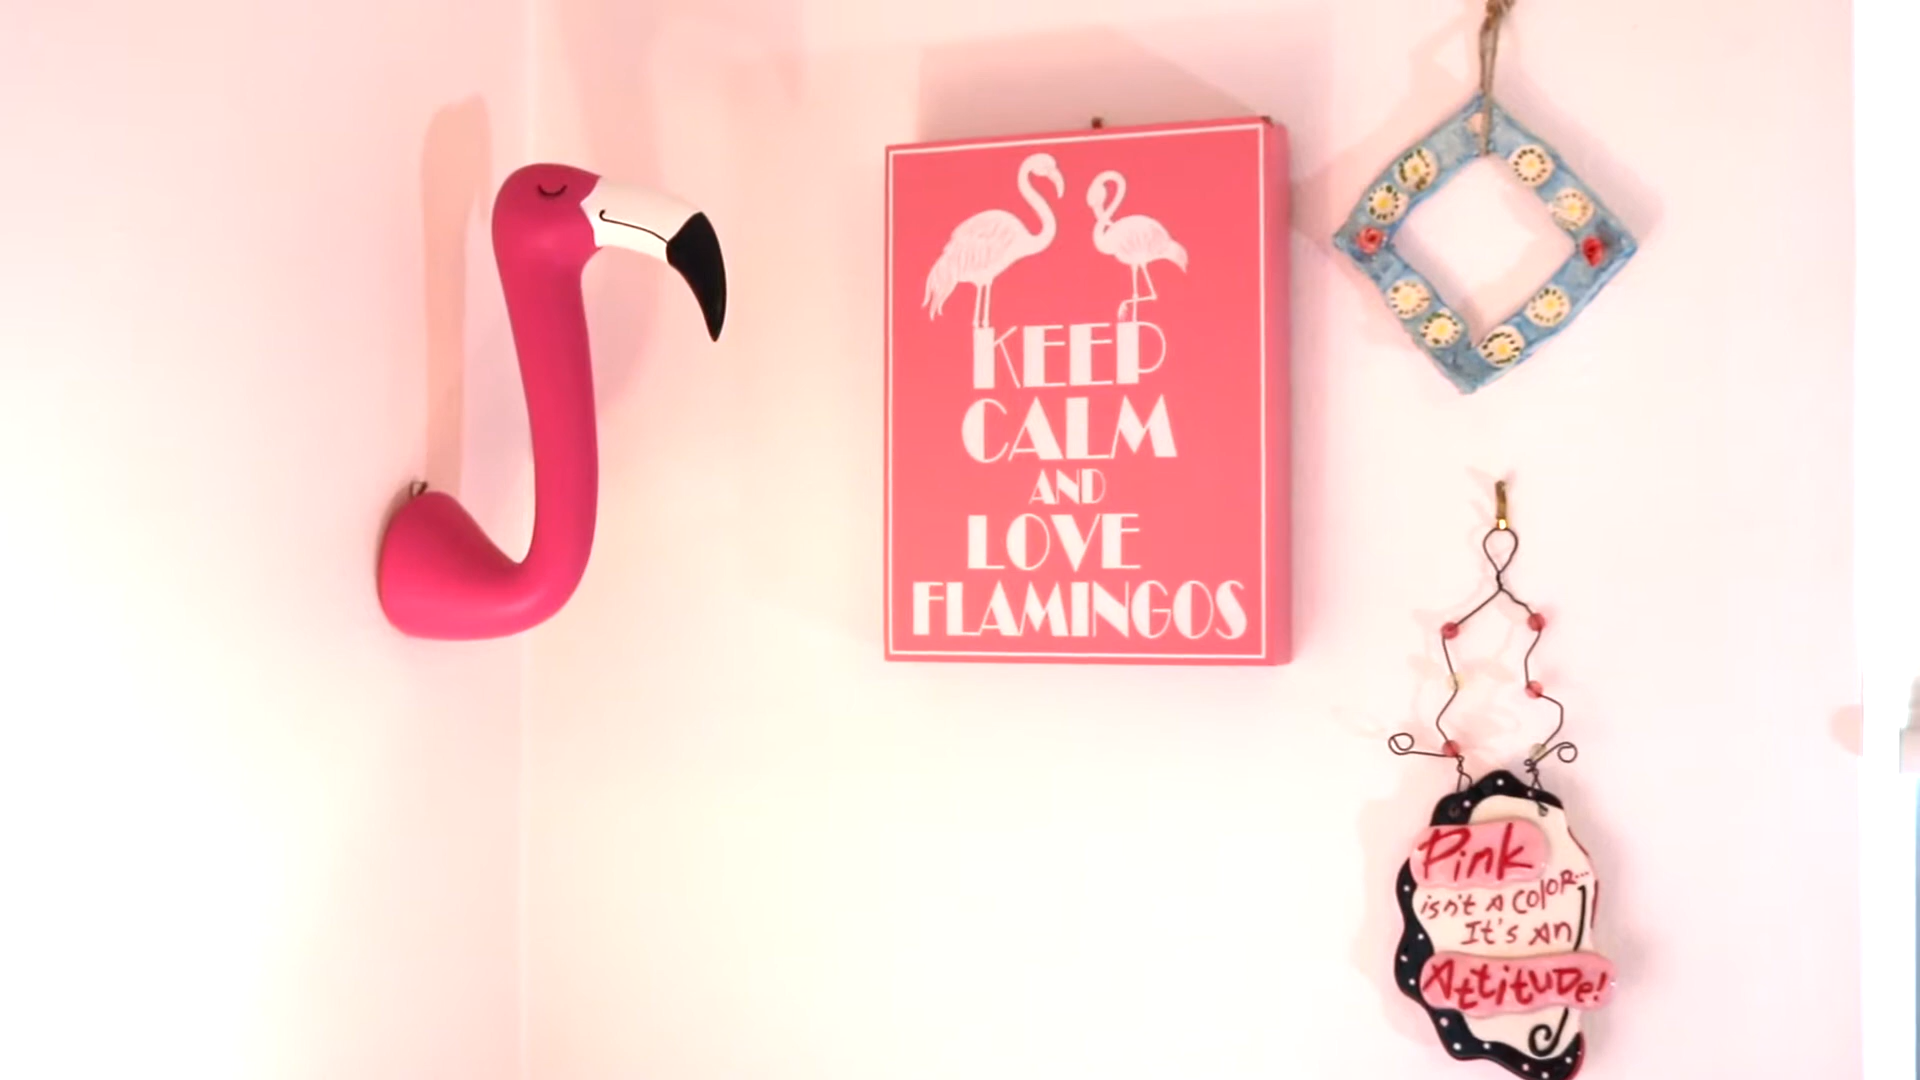 KEEP
CALM
AND
LOVE
FLAMINGOS
Pink
isn't A COLOR...
It's An
AttituDe!